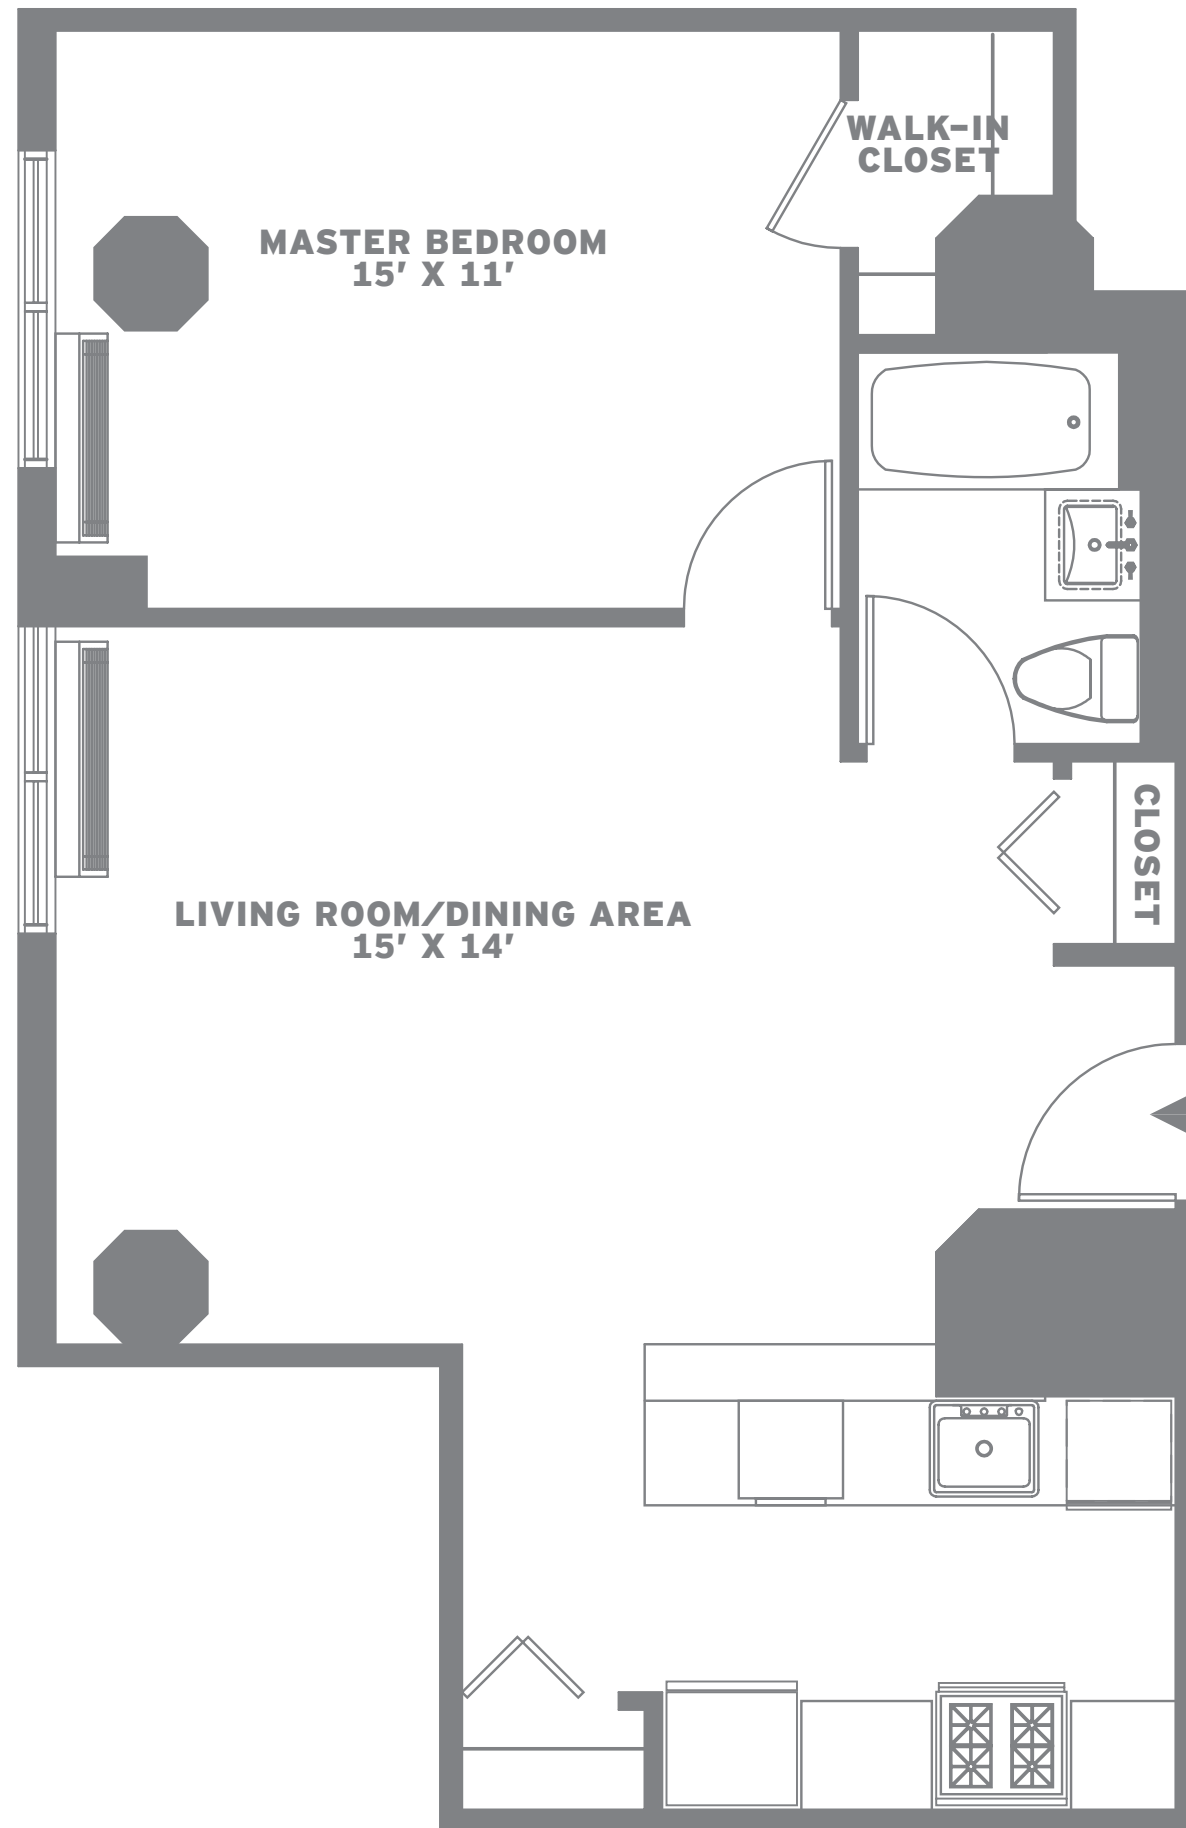 WALK-IN
CLOSET
MASTER BEDROOM
15' X 11'
CLOSET
LIVING ROOM/DINING AREA
15' X 14'